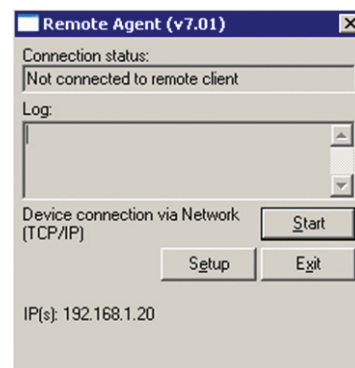 Remote Agent (v7.01)
Connection status:
Not connected to remote client
Log:
Device connection via Network
(TCP/IP)
Start
Setup
Exit
IP(s): 192.168.1.20